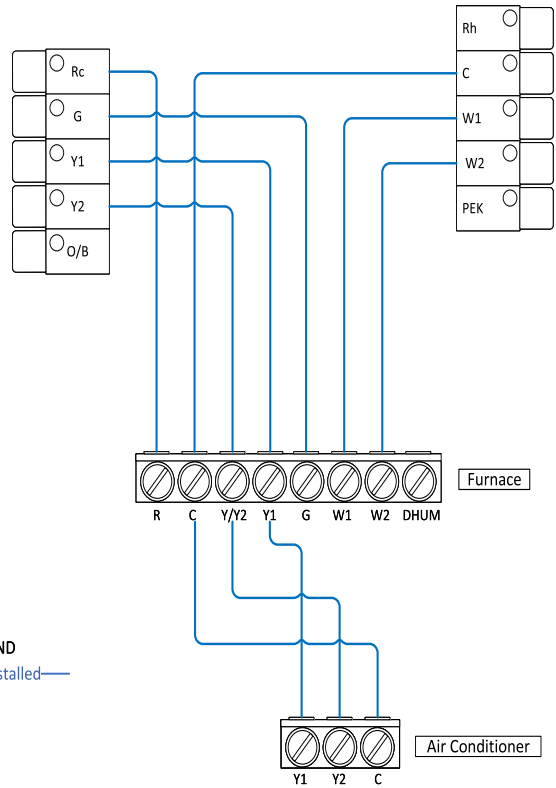 Rc
G
Y1
Y2
O/B
Rh
C
W1
W2
PEK
Furnace
R C Y/Y2 Y1 G W1 W2 DHUM
ND
stalled
Air Conditioner
Y1 Y2 C